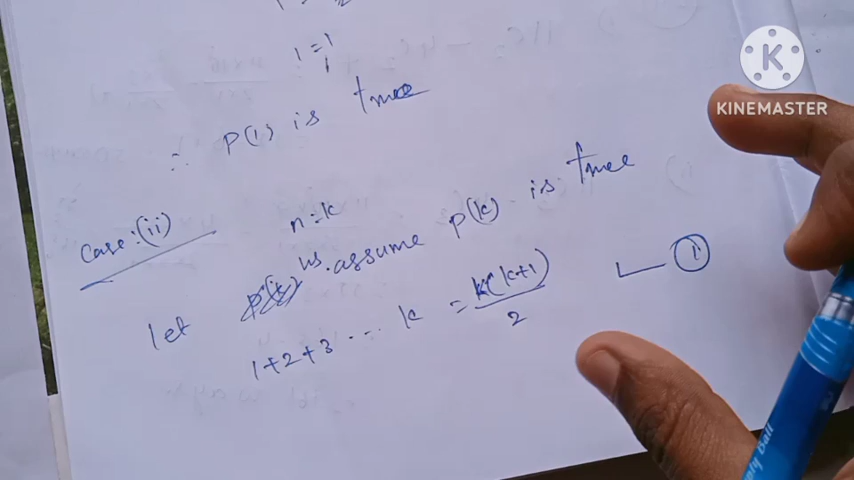 1 = 1
∴ P(1) is true
Case:(ii) n=k
let us assume P(k) is true
1+2+3 ... k = k(k+1)/2 ①
KINEMASTER